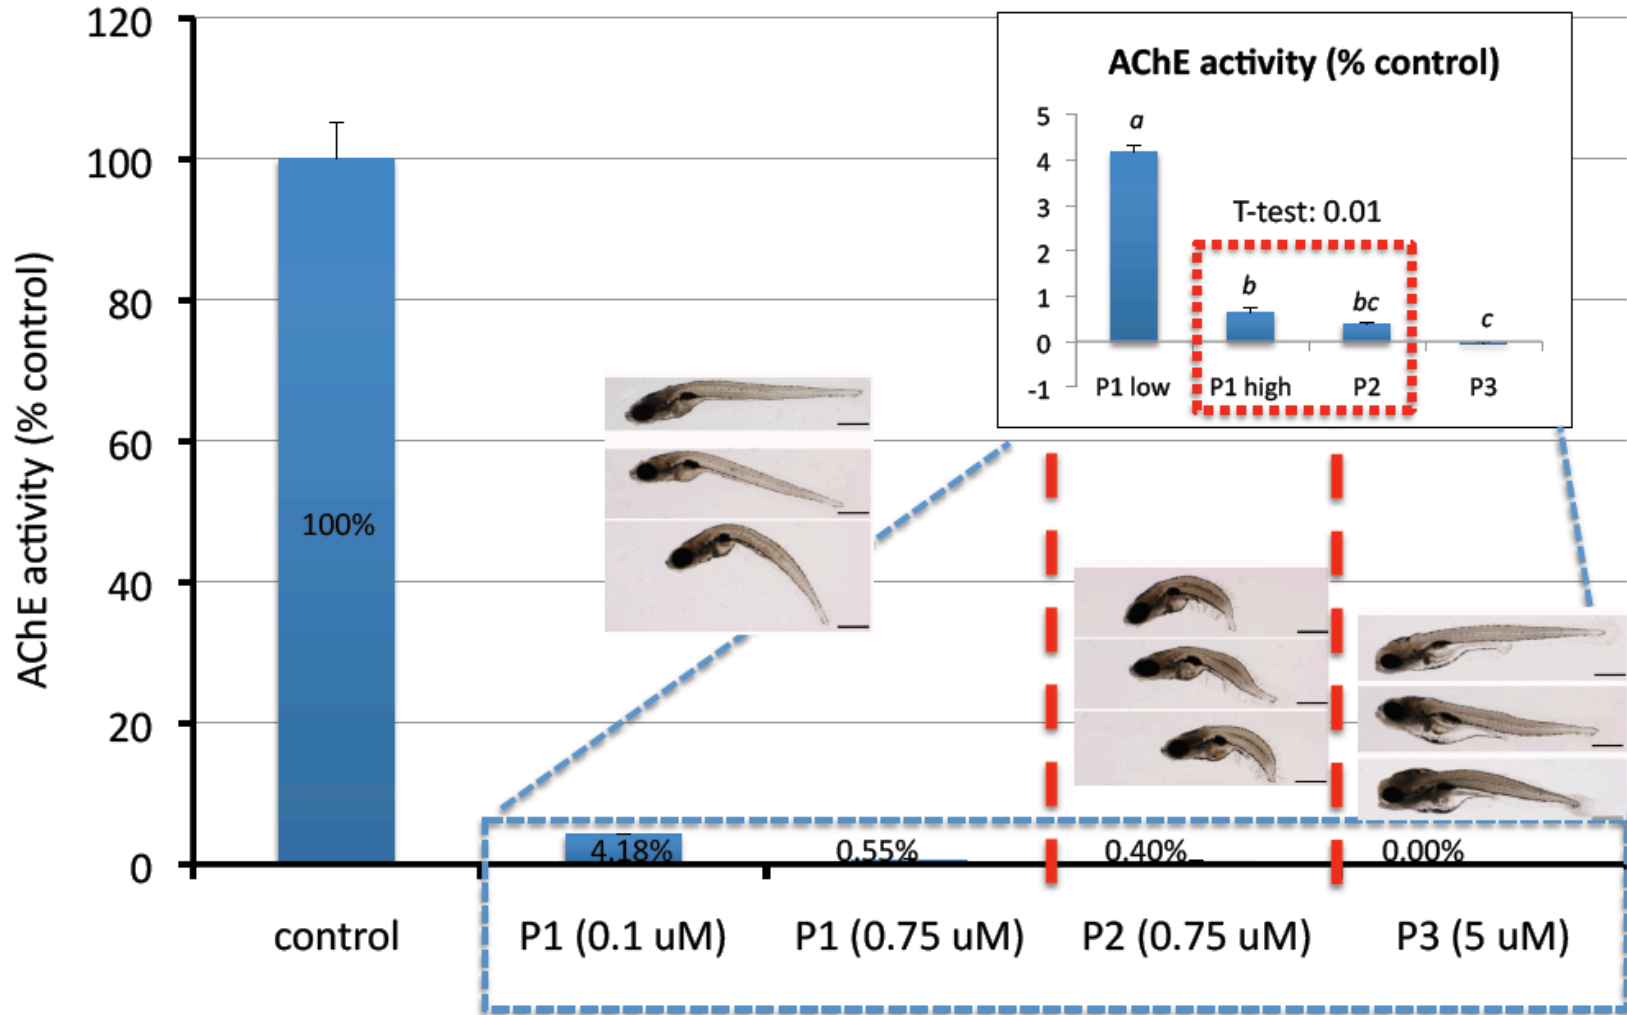 AChE activity (% control)
120
100
80
60
40
20
0
100%
4.18%
0.55%
0.40%
0.00%
control
P1 (0.1 uM)
P1 (0.75 uM)
P2 (0.75 uM)
P3 (5 uM)
AChE activity (% control)
5
4
3
2
1
0
-1
a
T-test: 0.01
b
bc
c
P1 low
P1 high
P2
P3